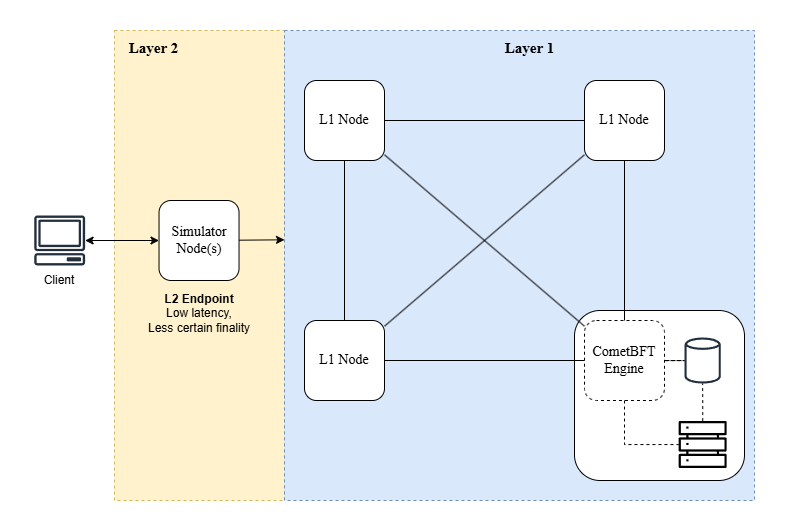 Layer 2
Layer 1
L1 Node
L1 Node
Simulator
Node(s)
Client
L2 Endpoint
Low latency,
Less certain finality
L1 Node
CometBFT
Engine